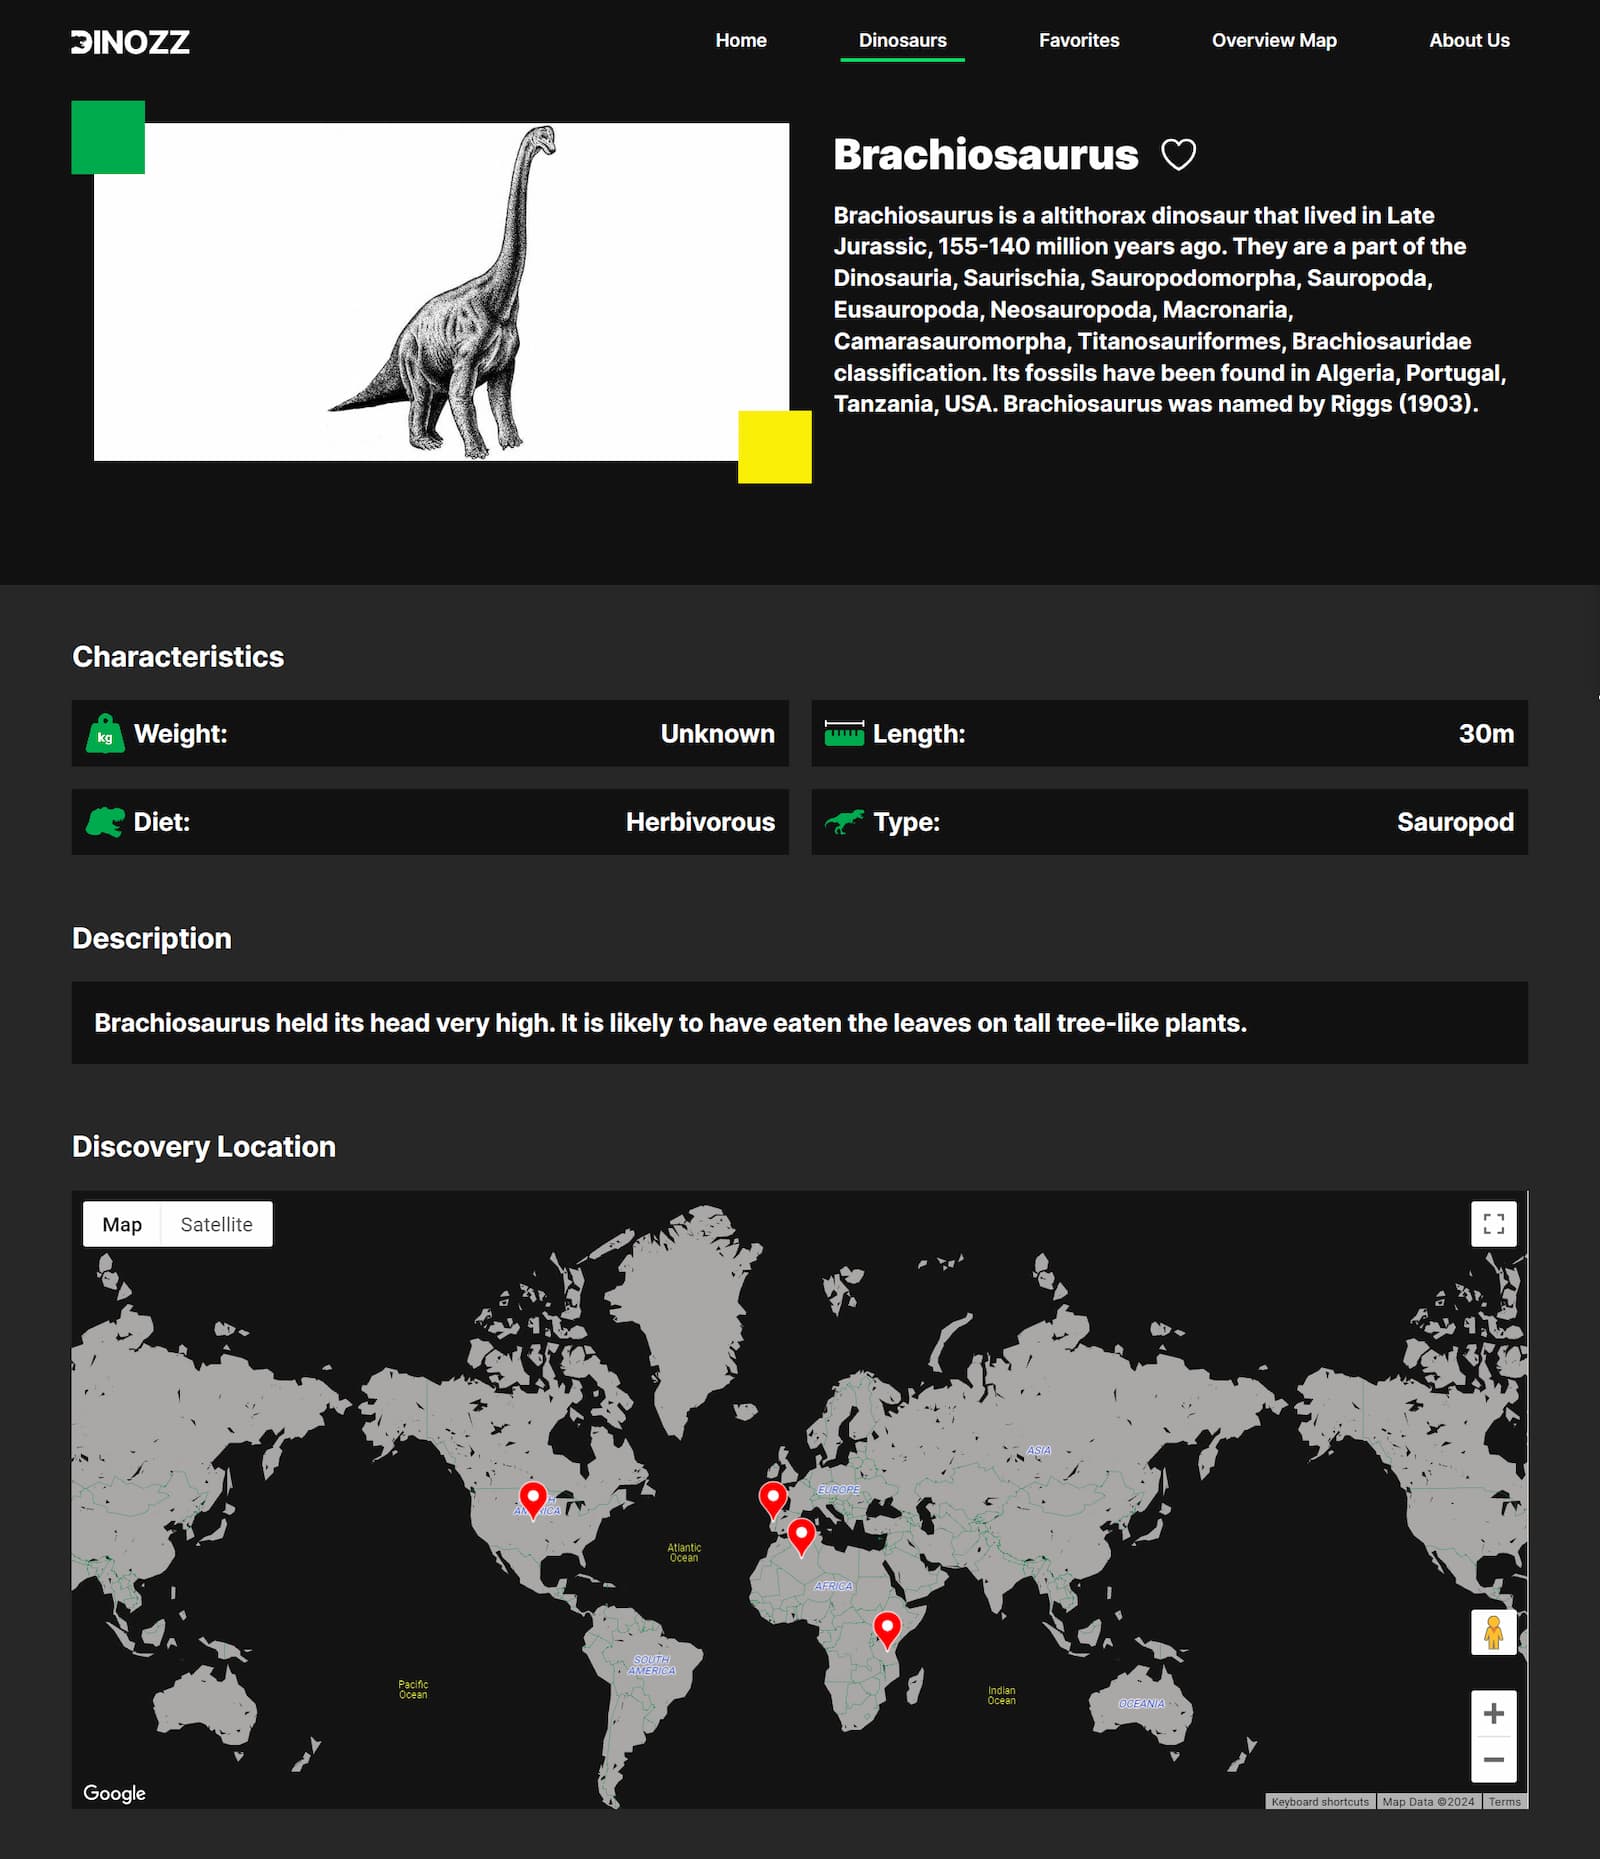 DINOZZ
Home
Dinosaurs
Favorites
Overview Map
About Us
Brachiosaurus
Brachiosaurus is a altithorax dinosaur that lived in Late
Jurassic, 155-140 million years ago. They are a part of the
Dinosauria, Saurischia, Sauropodomorpha, Sauropoda,
Eusauropoda, Neosauropoda, Macronaria,
Camarasauromorpha, Titanosauriformes, Brachiosauridae
classification. Its fossils have been found in Algeria, Portugal,
Tanzania, USA. Brachiosaurus was named by Riggs (1903).
Characteristics
kg
Weight:
Unknown
Length:
30m
Diet:
Herbivorous
Type:
Sauropod
Description
Brachiosaurus held its head very high. It is likely to have eaten the leaves on tall tree-like plants.
Discovery Location
Map
Satellite
ASIA
EUROPE
Atlantic
Ocean
AFRICA
SOUTH
AMERICA
Pacific
Ocean
Indian
Ocean
OCEANIA
Google
Keyboard shortcuts
Map Data ©2024
Terms